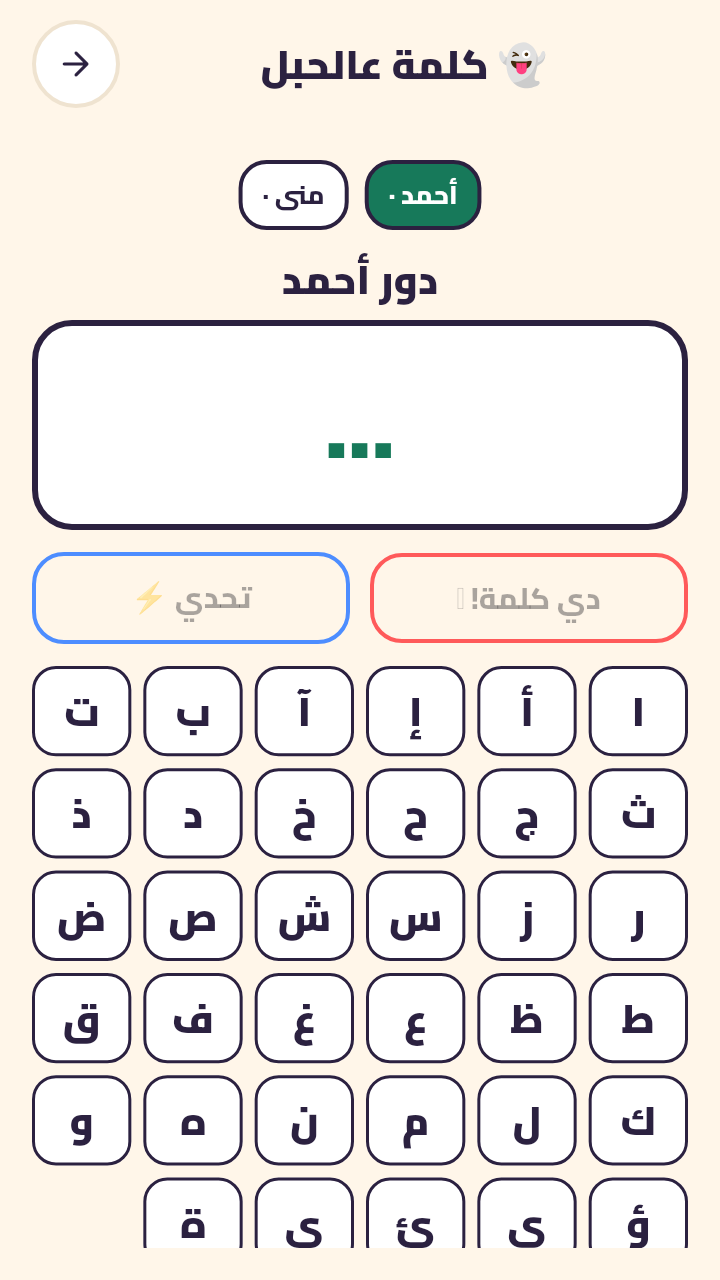 كلمة عالحبل 👻
أحمد · منى ·
دور أحمد
...
دي كلمة! تحدي ⚡
ا أ إ آ ب ت
ث ج ح خ د ذ
ر ز س ش ص ض
ط ظ ع غ ف ق
ك ل م ن ه و
ؤ ي ئ ى ة